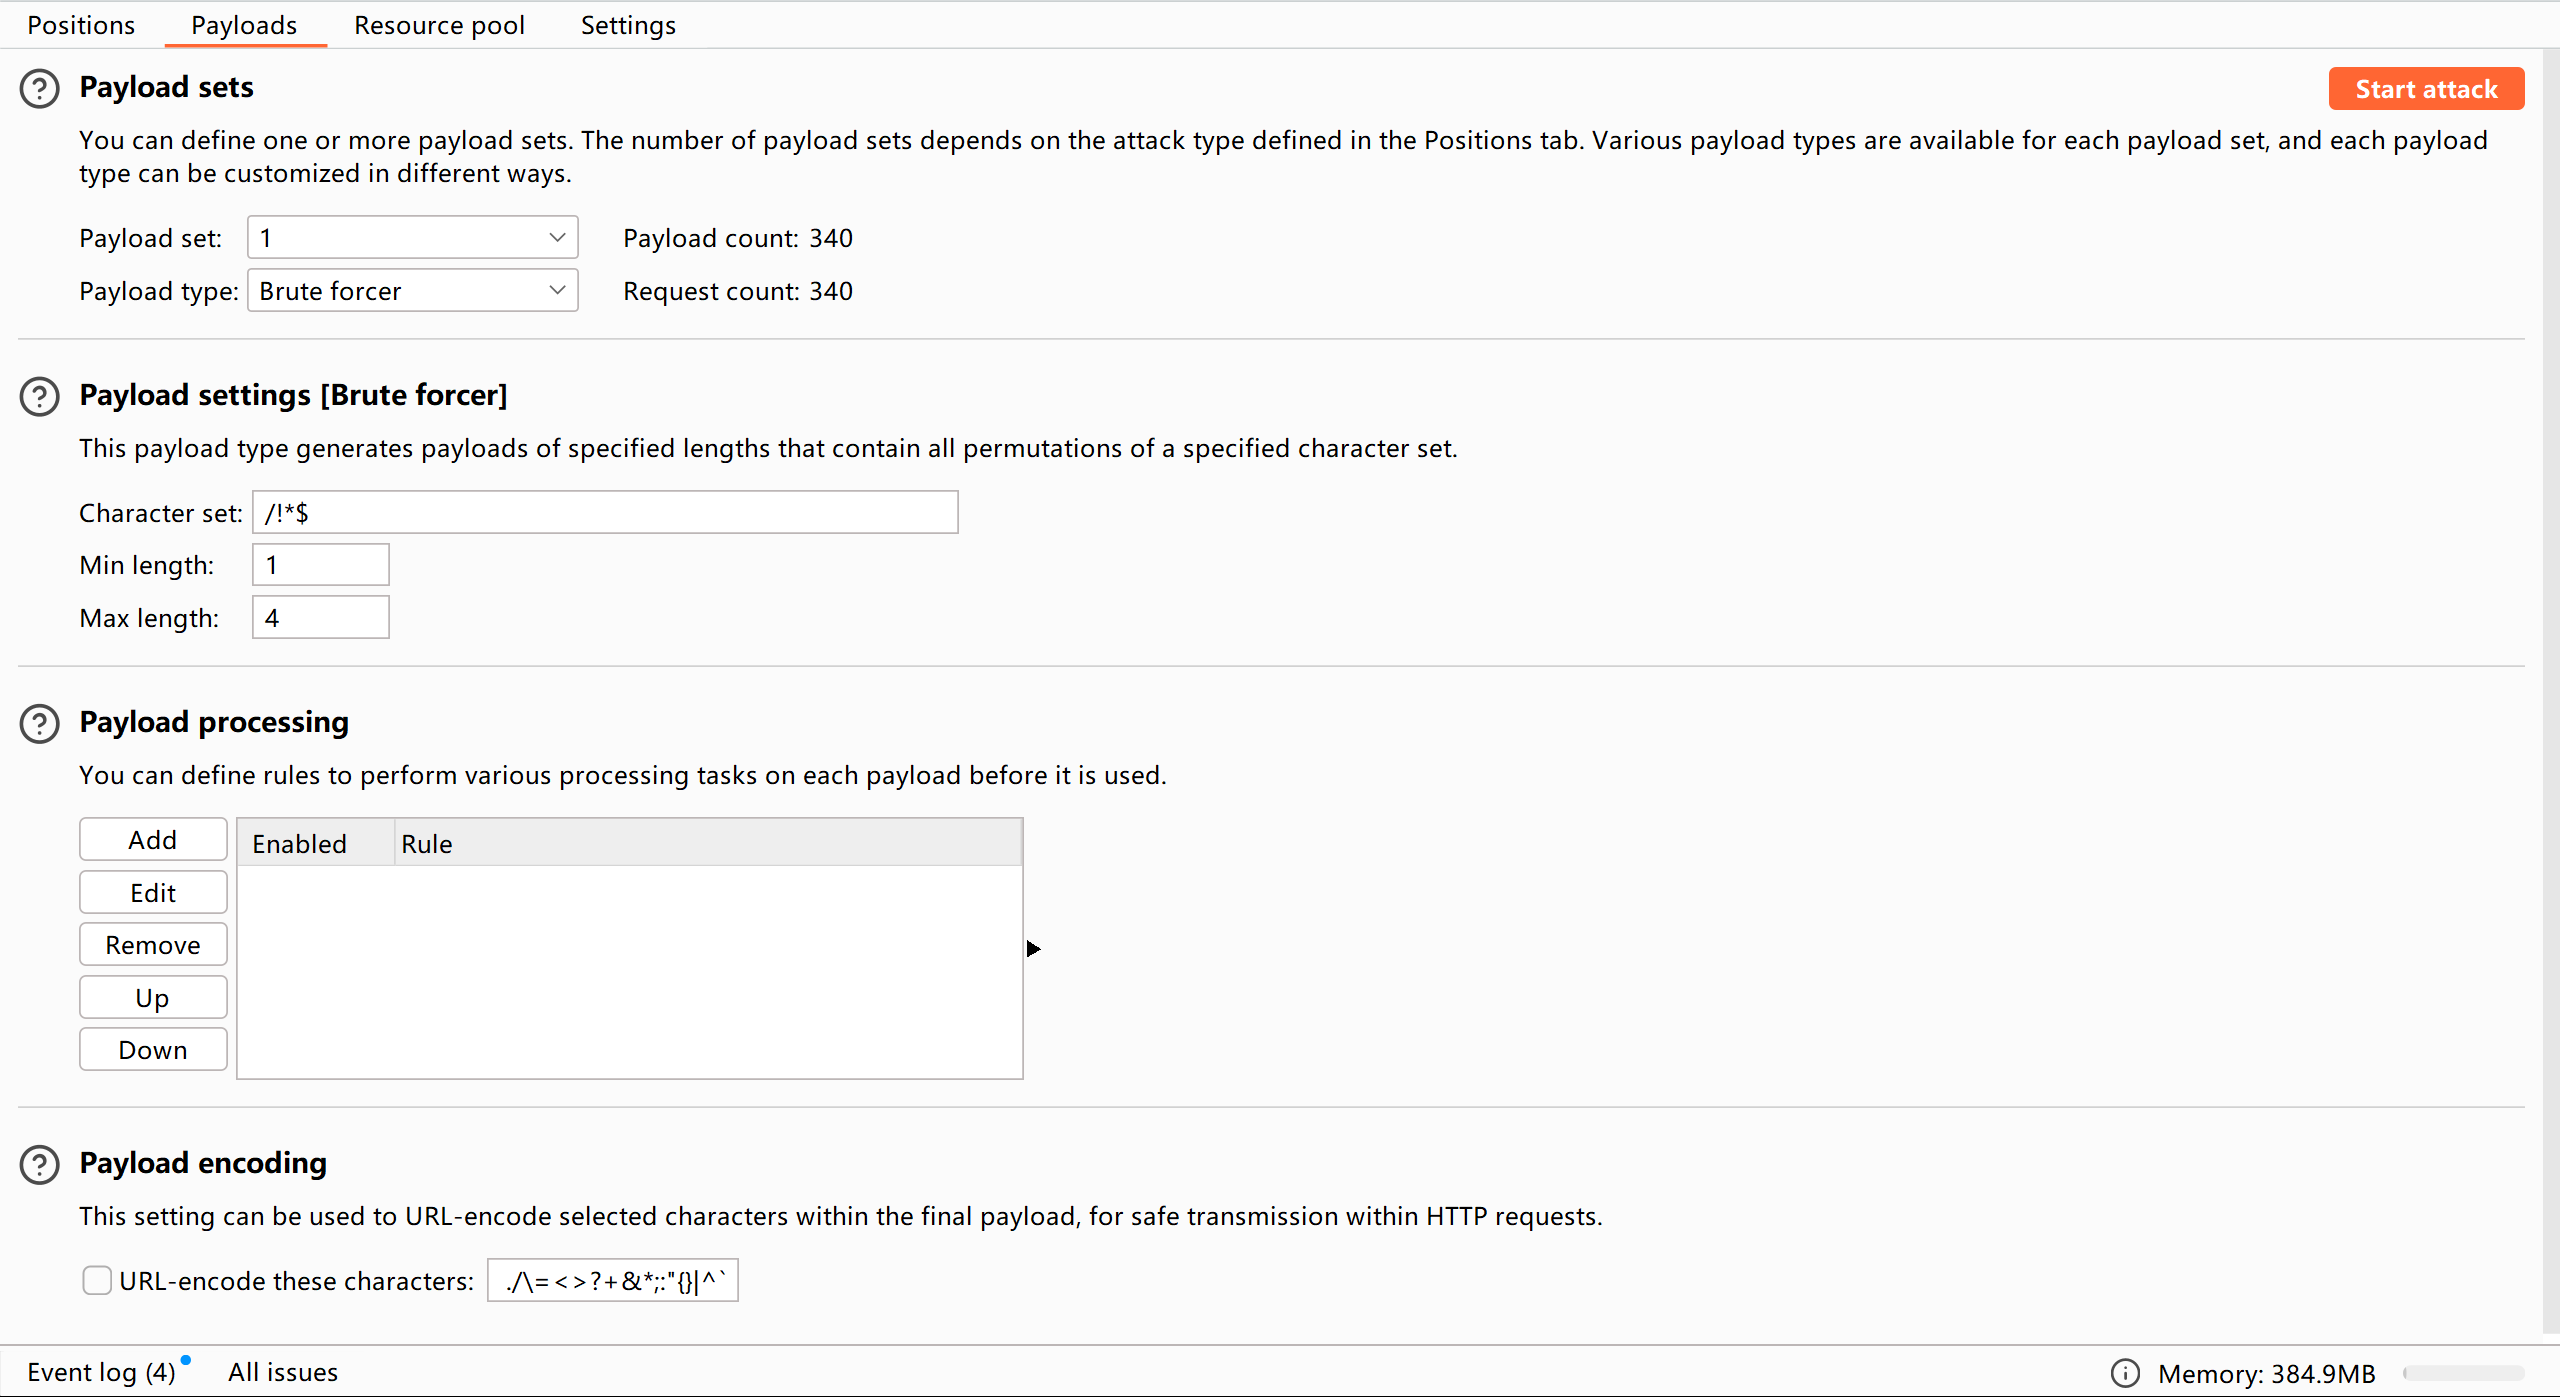 Positions Payloads Resource pool Settings
Payload sets
Start attack
You can define one or more payload sets. The number of payload sets depends on the attack type defined in the Positions tab. Various payload types are available for each payload set, and each payload
type can be customized in different ways.
Payload set: 1 Payload count: 340
Payload type: Brute forcer Request count: 340
Payload settings [Brute forcer]
This payload type generates payloads of specified lengths that contain all permutations of a specified character set.
Character set: /!*$
Min length: 1
Max length: 4
Payload processing
You can define rules to perform various processing tasks on each payload before it is used.
Add
Enabled Rule
Edit
Remove
Up
Down
Payload encoding
This setting can be used to URL-encode selected characters within the final payload, for safe transmission within HTTP requests.
URL-encode these characters: ./\=<>?+&*;:"{}|^`
Event log (4) All issues Memory: 384.9MB